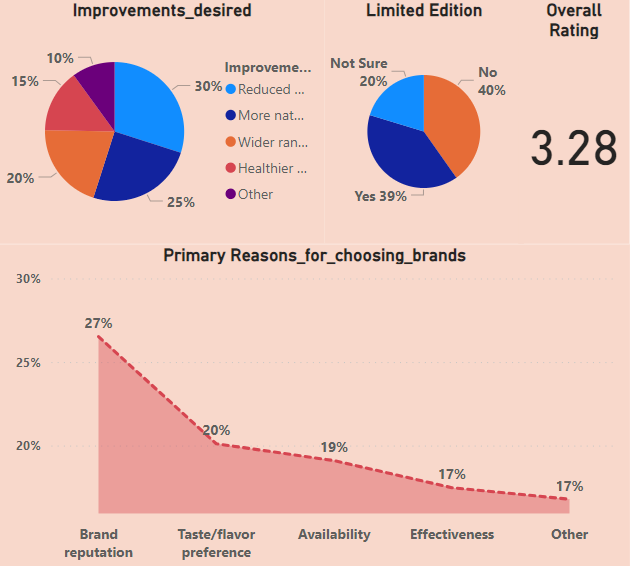 Improvements_desired
10%
15%
30%
20%
25%
Improveme...
Reduced ...
More nat...
Wider ran...
Healthier ...
Other
Limited Edition
Not Sure
20%
No
40%
Yes 39%
Overall
Rating
3.28
Primary Reasons_for_choosing_brands
30%
25%
20%
27%
20%
19%
17%
17%
Brand
reputation
Taste/flavor
preference
Availability
Effectiveness
Other